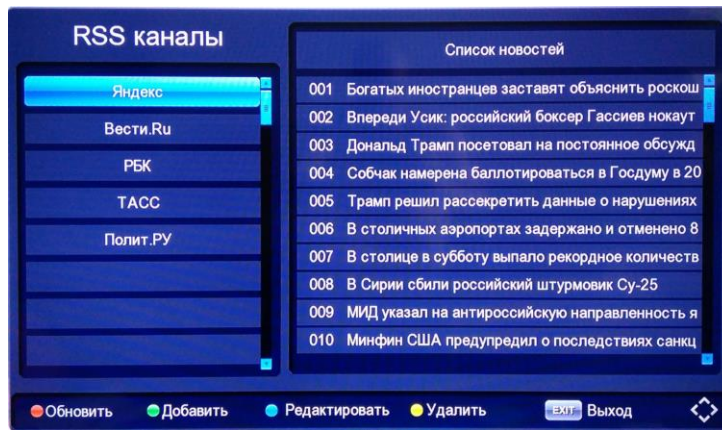 RSS каналы
Яндекс
Вести.Ru
РБК
ТАСС
Полит.РУ
Список новостей
001 Богатых иностранцев заставят объяснить роскош
002 Впереди Усик: российский боксер Гассиев нокаут
003 Дональд Трамп посетовал на постоянное обсужд
004 Собчак намерена баллотироваться в Госдуму в 20
005 Трамп решил рассекретить данные о нарушениях
006 В столичных аэропортах задержано и отменено 8
007 В столице в субботу выпало рекордное количеств
008 В Сирии сбили российский штурмовик Су-25
009 МИД указал на антироссийскую направленность я
010 Минфин США предупредил о последствиях санкц
Обновить Добавить Редактировать Удалить EXIT Выход